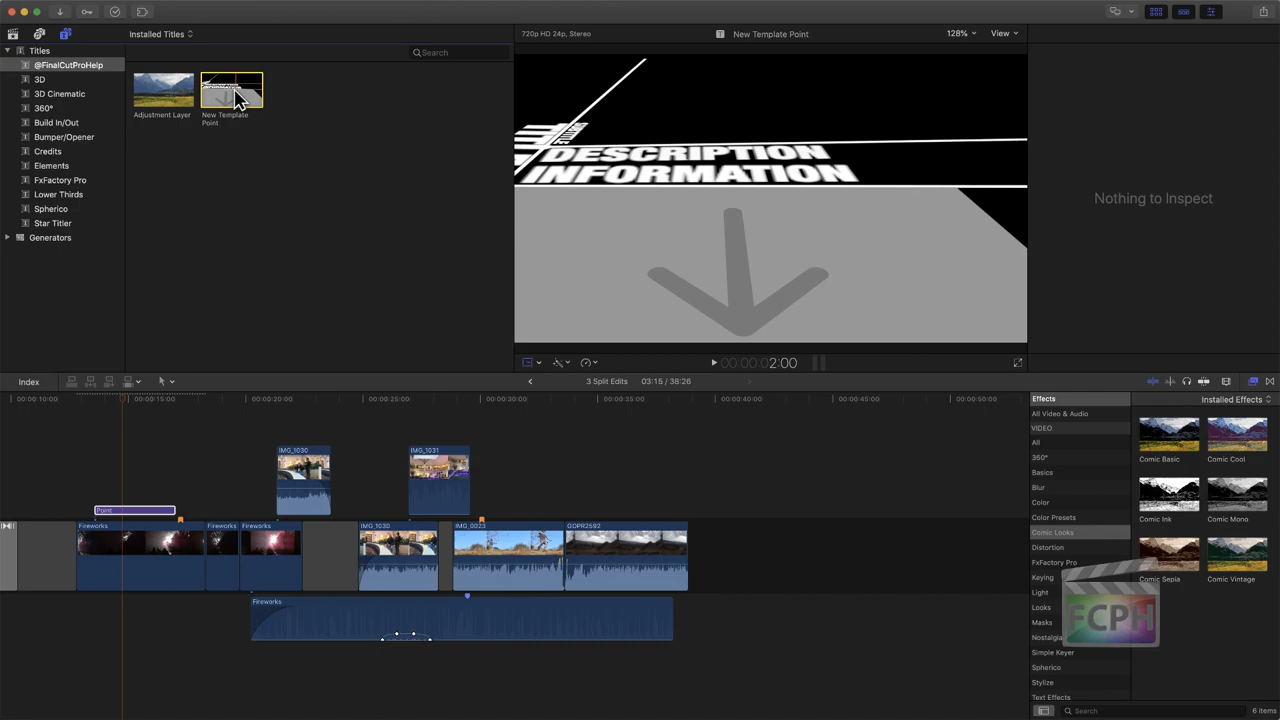 Installed Titles
720p HD 24p, Stereo
New Template Point
128%
View
Titles
@FinalCutProHelp
3D
3D Cinematic
360°
Build In/Out
Bumper/Opener
Credits
Elements
FxFactory Pro
Lower Thirds
Spherico
Star Titler
Generators
Search
Adjustment Layer
New Template
Point
DESCRIPTION
INFORMATION
Nothing to Inspect
00:00:00:02:00
Index
3 Split Edits
03:15 / 38:26
00:00:10:00
00:00:15:00
00:00:20:00
00:00:25:00
00:00:30:00
00:00:35:00
00:00:40:00
00:00:45:00
00:00:50:00
IMG_1030
IMG_1031
Point
Fireworks
Fireworks
Fireworks
IMG_1030
IMG_0023
GOPR2592
Fireworks
Effects
Installed Effects
All Video & Audio
VIDEO
All
360°
Basics
Blur
Color
Color Presets
Comic Looks
Distortion
FxFactory Pro
Keying
Light
Looks
Masks
Nostalgia
Simple Keyer
Spherico
Stylize
Text Effects
Comic Basic
Comic Cool
Comic Ink
Comic Mono
Comic Sepia
Comic Vintage
FCPH
Search
6 items